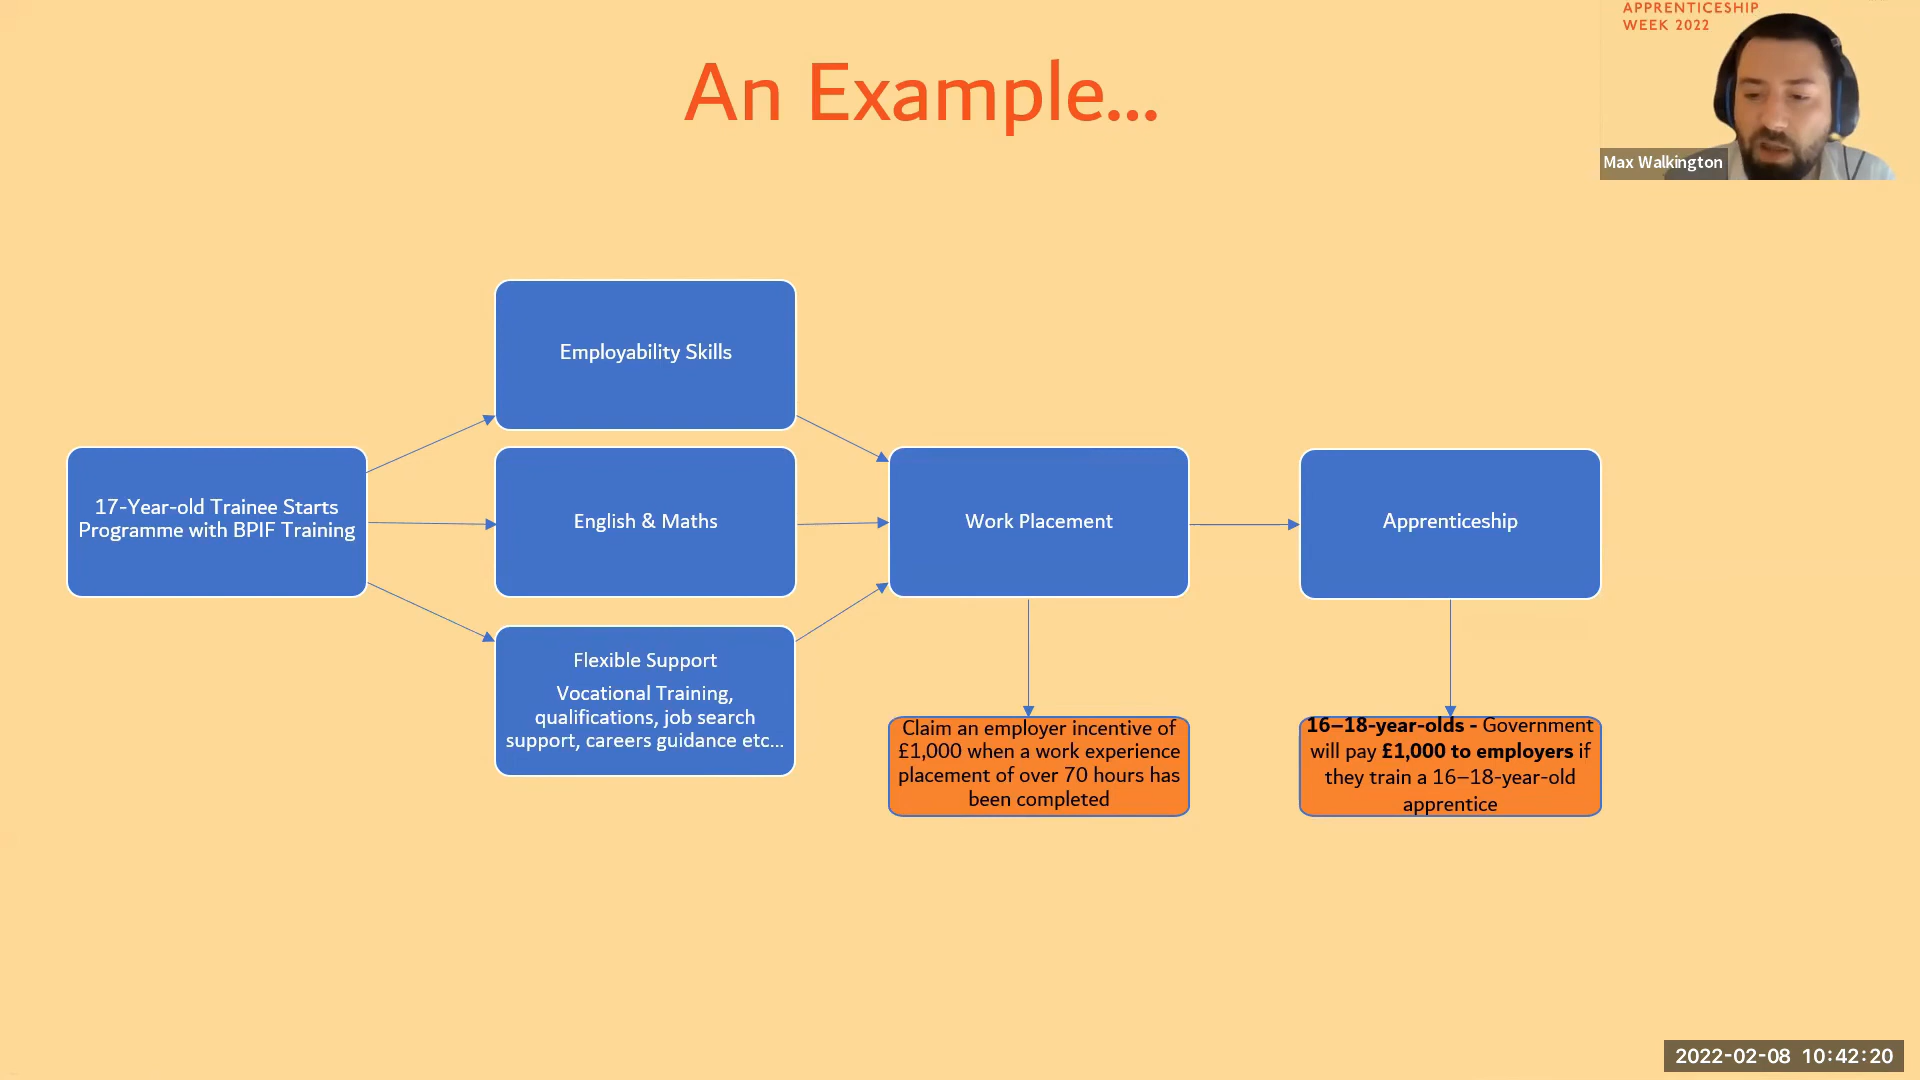 APPRENTICESHIP
WEEK 2022
An Example...
Max Walkington
Employability Skills
17-Year-old Trainee Starts
Programme with BPIF Training
English & Maths
Work Placement
Apprenticeship
Flexible Support
Vocational Training,
qualifications, job search
support, careers guidance etc...
Claim an employer incentive of
£1,000 when a work experience
placement of over 70 hours has
been completed
16–18-year-olds - Government
will pay £1,000 to employers if
they train a 16–18-year-old
apprentice
2022-02-08 10:42:20